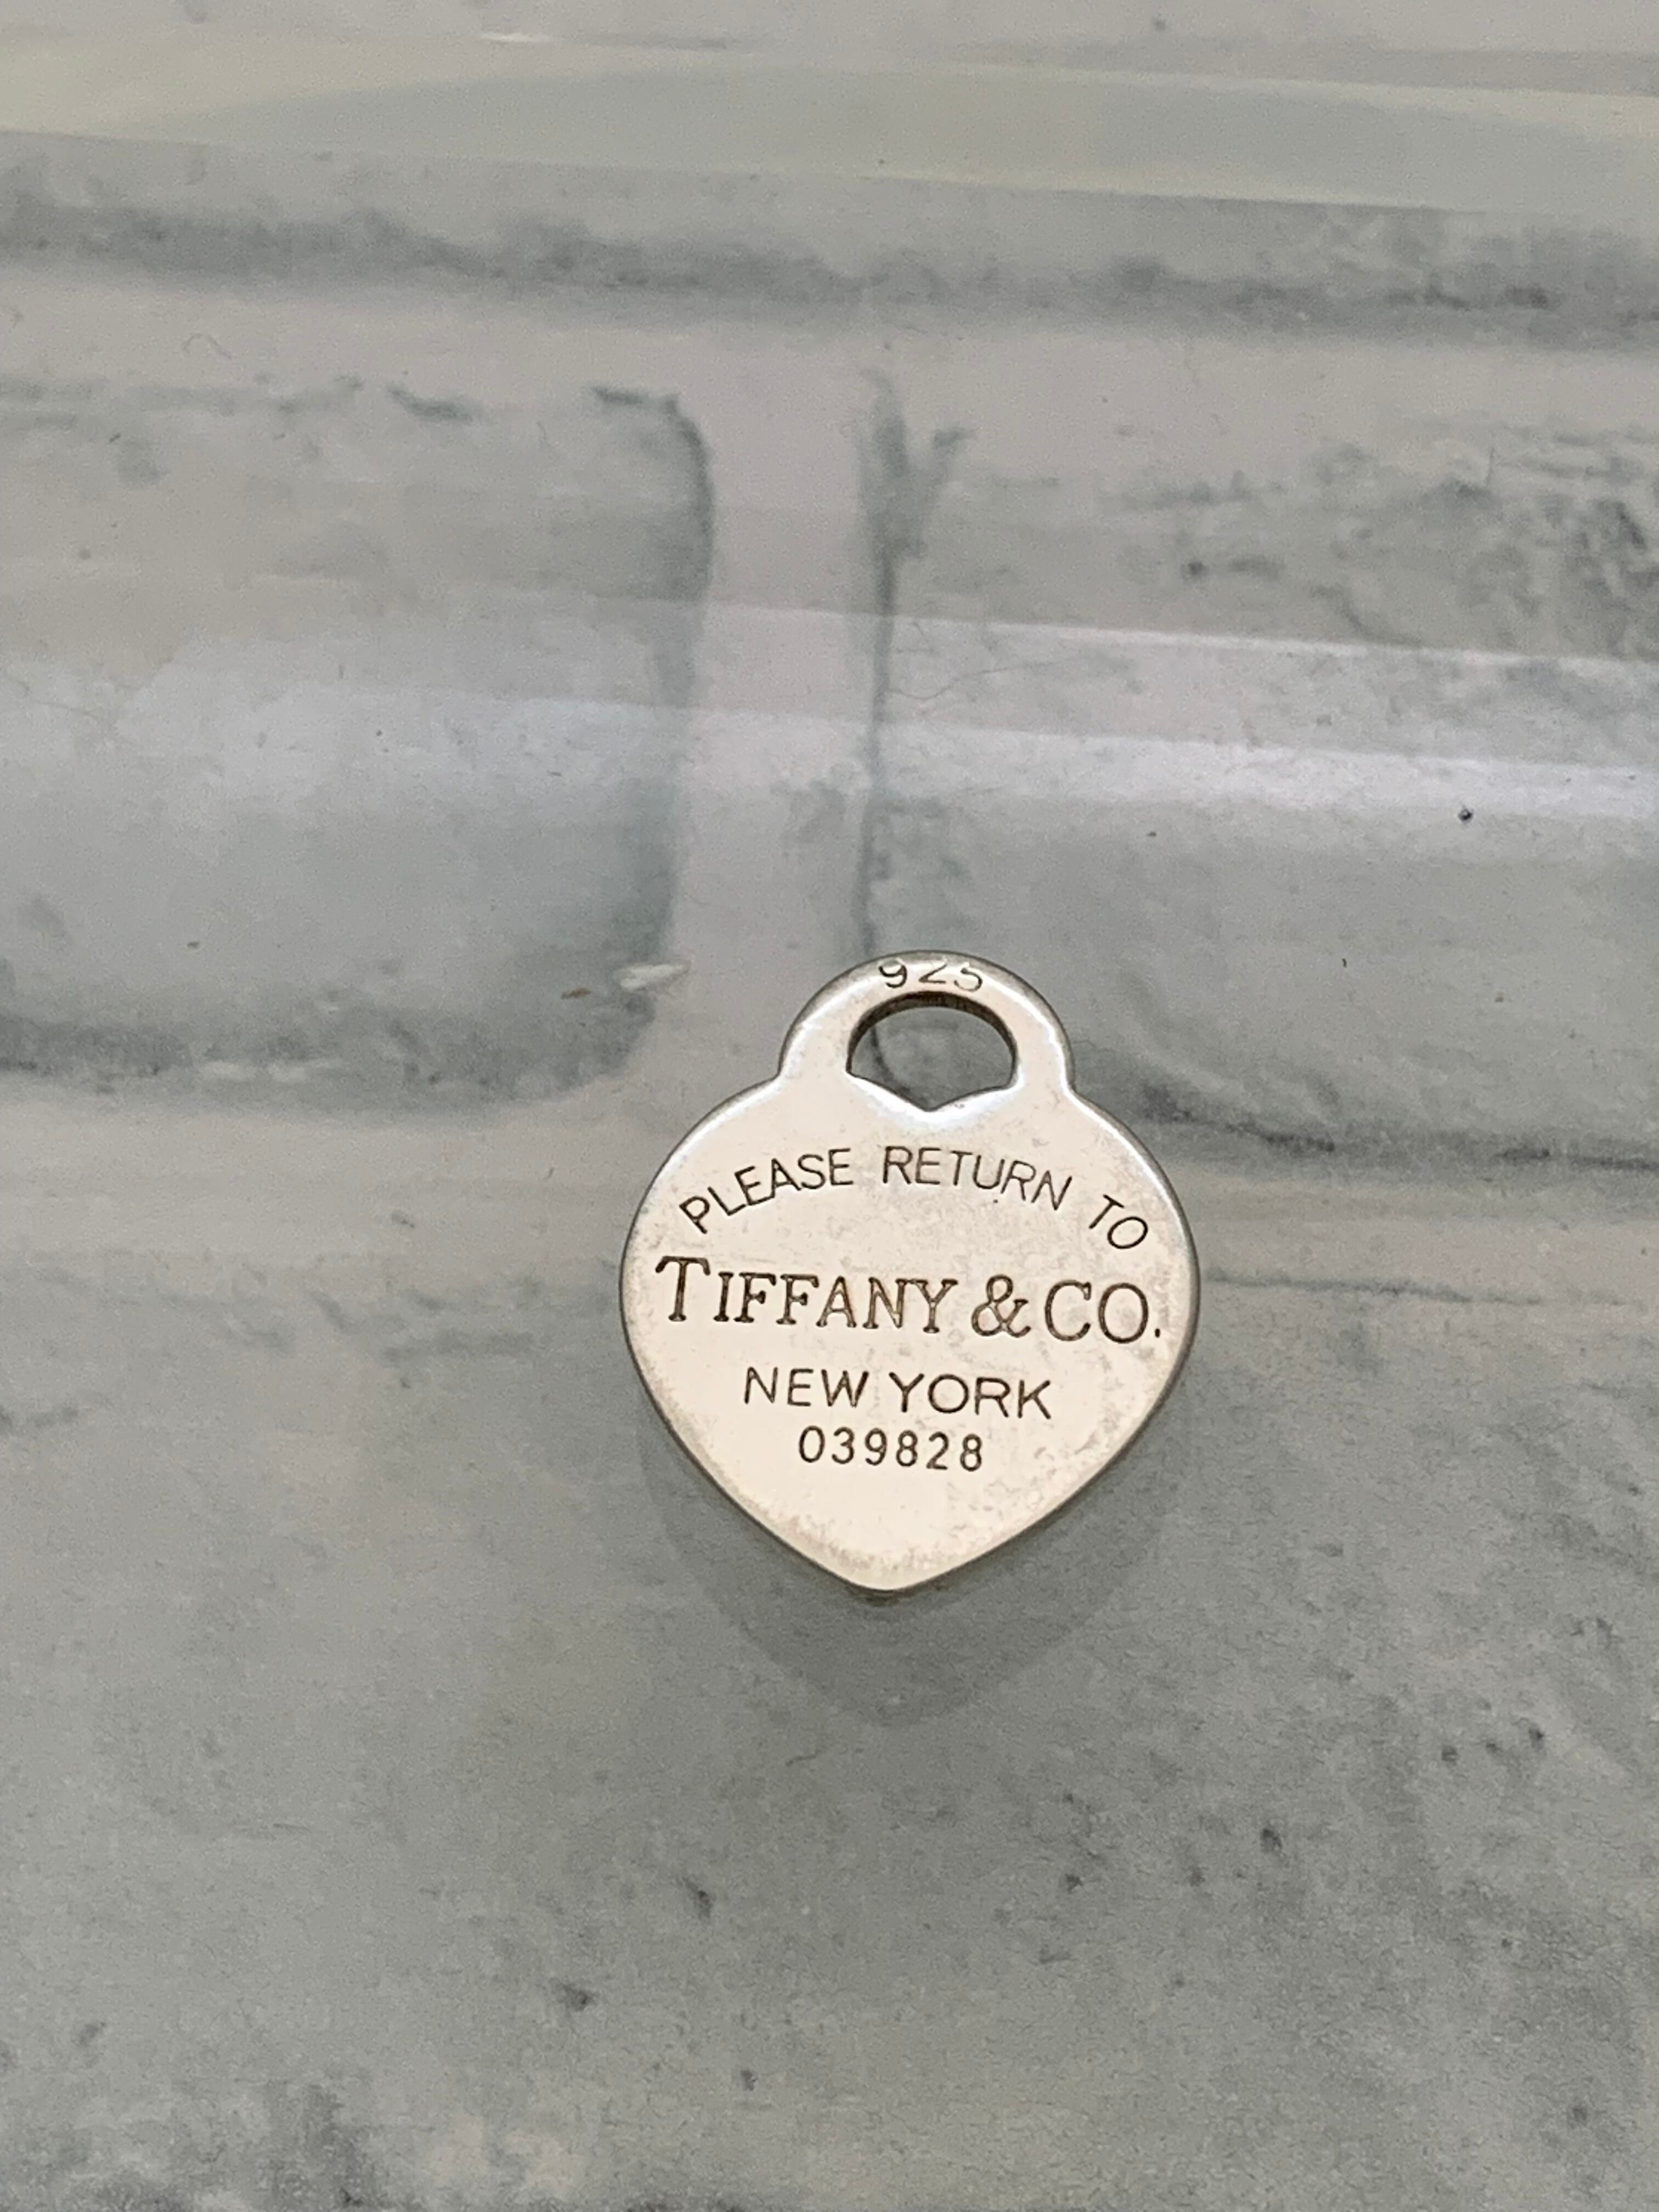 925
PLEASE RETURN TO
TIFFANY & CO.
NEW YORK
039828